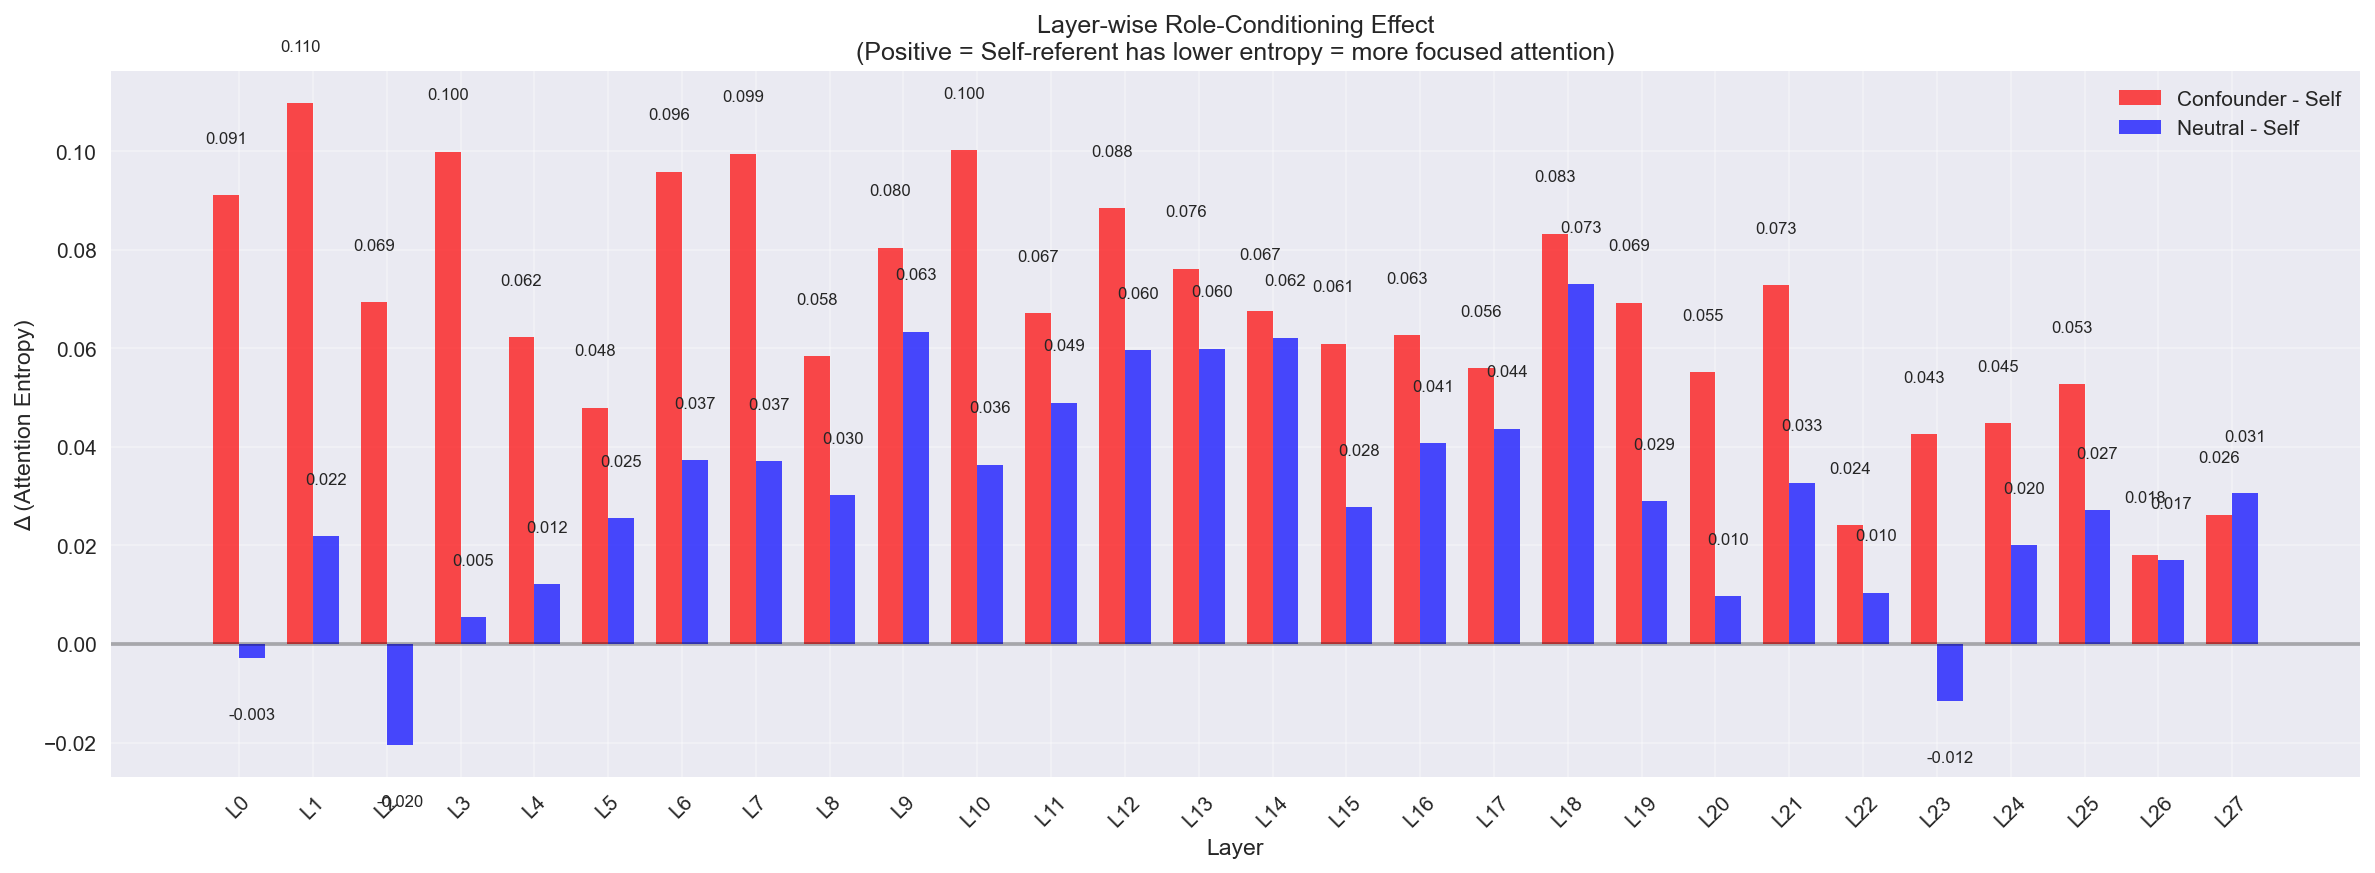 Layer-wise Role-Conditioning Effect
(Positive = Self-referent has lower entropy = more focused attention)
Confounder - Self
Neutral - Self
Δ (Attention Entropy)
0.10
0.08
0.06
0.04
0.02
0.00
−0.02
0.091
-0.003
0.110
0.022
0.069
-0.020
0.100
0.005
0.062
0.012
0.048
0.025
0.096
0.037
0.099
0.037
0.058
0.030
0.080
0.063
0.100
0.036
0.067
0.049
0.088
0.060
0.076
0.060
0.067
0.062
0.061
0.028
0.063
0.041
0.056
0.044
0.083
0.073
0.069
0.029
0.055
0.010
0.073
0.033
0.024
0.010
0.043
-0.012
0.045
0.020
0.053
0.027
0.018
0.017
0.026
0.031
L0
L1
L2
L3
L4
L5
L6
L7
L8
L9
L10
L11
L12
L13
L14
L15
L16
L17
L18
L19
L20
L21
L22
L23
L24
L25
L26
L27
Layer